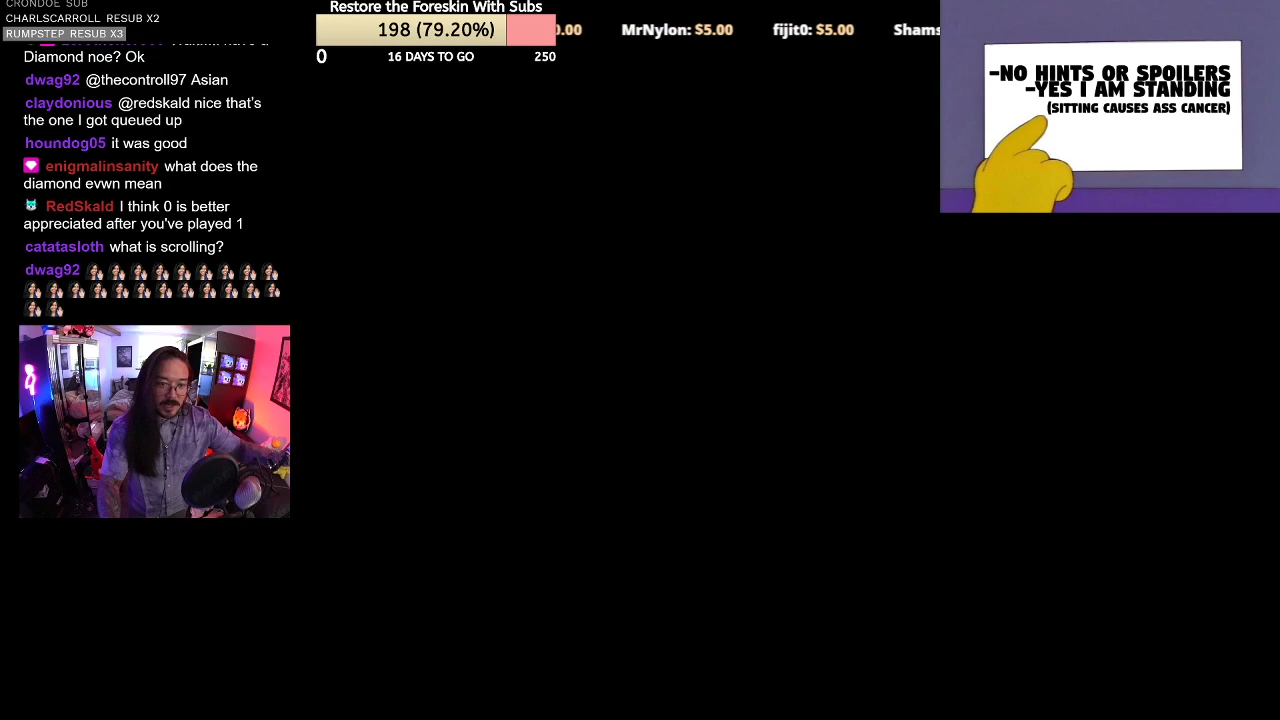 CRONDOE SUB
CHARLSCARROLL RESUB X2
RUMPSTEP RESUB X3
Diamond noe? Ok
dwag92 @thecontroll97 Asian
claydonious @redskald nice that's
the one I got queued up
houndog05 it was good
enigmalinsanity what does the
diamond evwn mean
RedSkald I think 0 is better
appreciated after you've played 1
catatasloth what is scrolling?
dwag92
Restore the Foreskin With Subs
198 (79.20%)
0 16 DAYS TO GO 250
0.00 MrNylon: $5.00 fijit0: $5.00 Shams
-NO HINTS OR SPOILERS
-YES I AM STANDING
(SITTING CAUSES ASS CANCER)